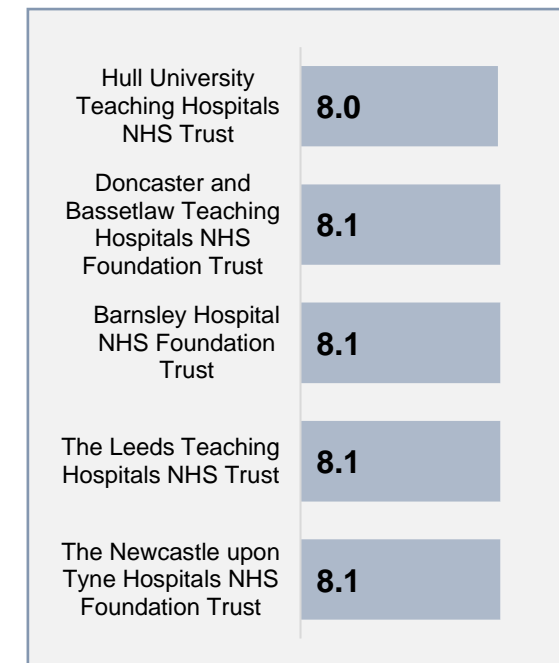 Hull University
Teaching Hospitals
NHS Trust
8.0
Doncaster and
Bassetlaw Teaching
Hospitals NHS
Foundation Trust
8.1
Barnsley Hospital
NHS Foundation
Trust
8.1
The Leeds Teaching
Hospitals NHS Trust
8.1
The Newcastle upon
Tyne Hospitals NHS
Foundation Trust
8.1